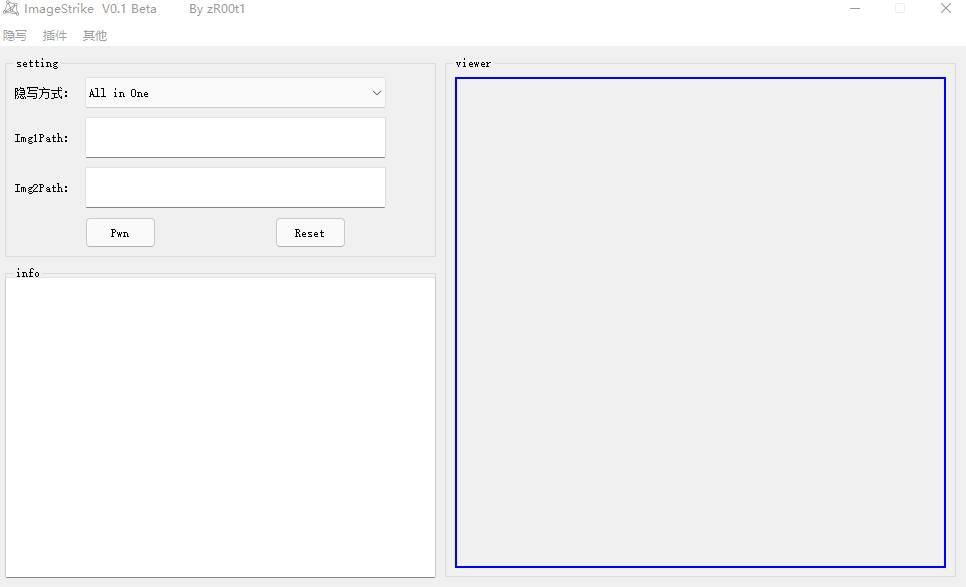 ImageStrike V0.1 Beta By zR00t1
隐写 插件 其他
setting
隐写方式: All in One
Img1Path:
Img2Path:
Pwn Reset
info
viewer